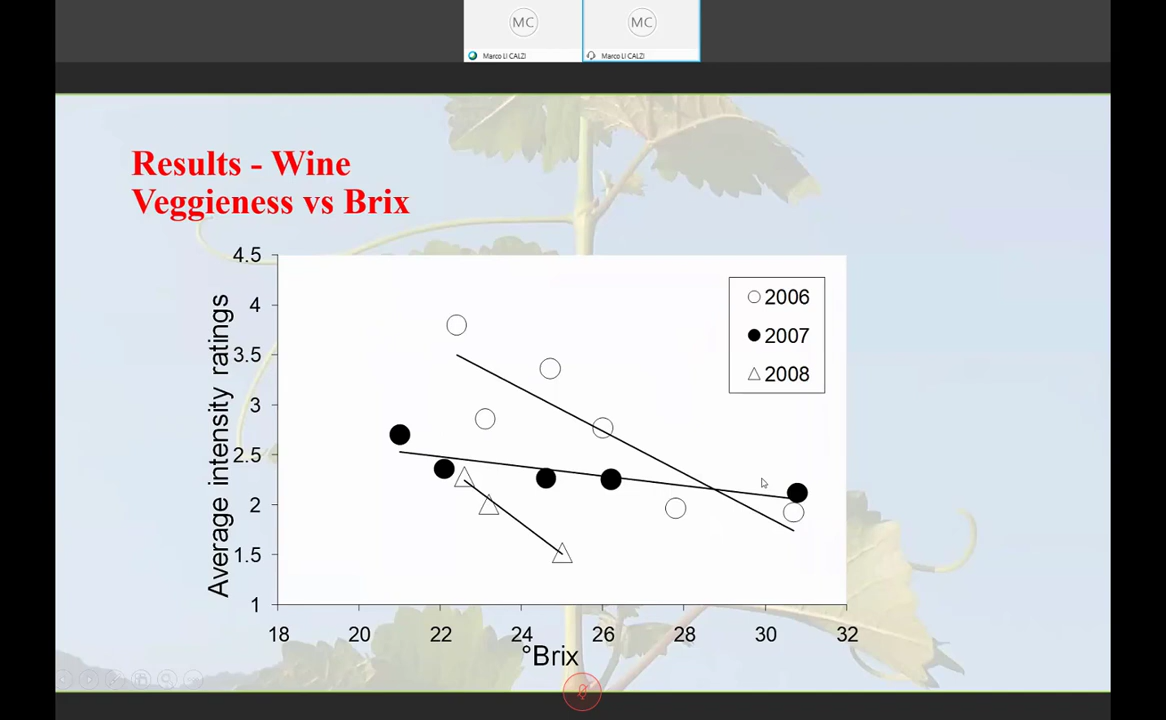 MC
MC
Marco LI CALZI
Marco LI CALZI
Results - Wine
Veggieness vs Brix
Average intensity ratings
4.5
4
3.5
3
2.5
2
1.5
1
2006
2007
2008
18 20 22 24 26 28 30 32
°Brix